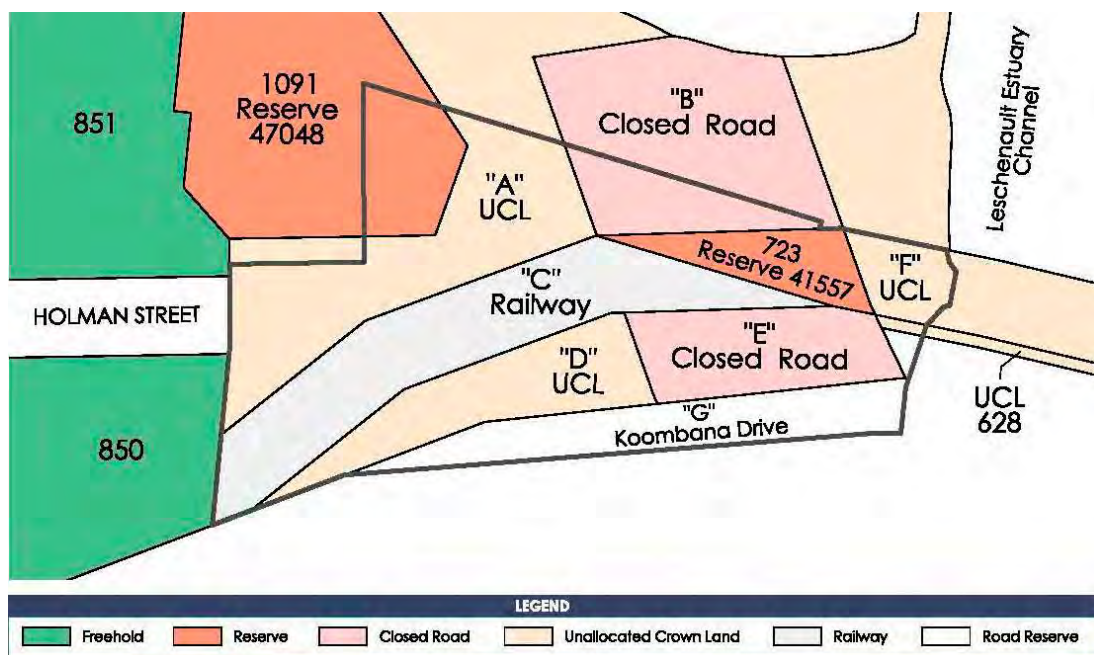 851
1091
Reserve
47048
"B"
Closed Road
Leschenault Estuary
Channel
"A"
UCL
723
Reserve 41557
"F"
UCL
"C"
Railway
HOLMAN STREET
"E"
Closed Road
"D"
UCL
UCL
628
"G"
Koombana Drive
850
LEGEND
Freehold
Reserve
Closed Road
Unallocated Crown Land
Railway
Road Reserve